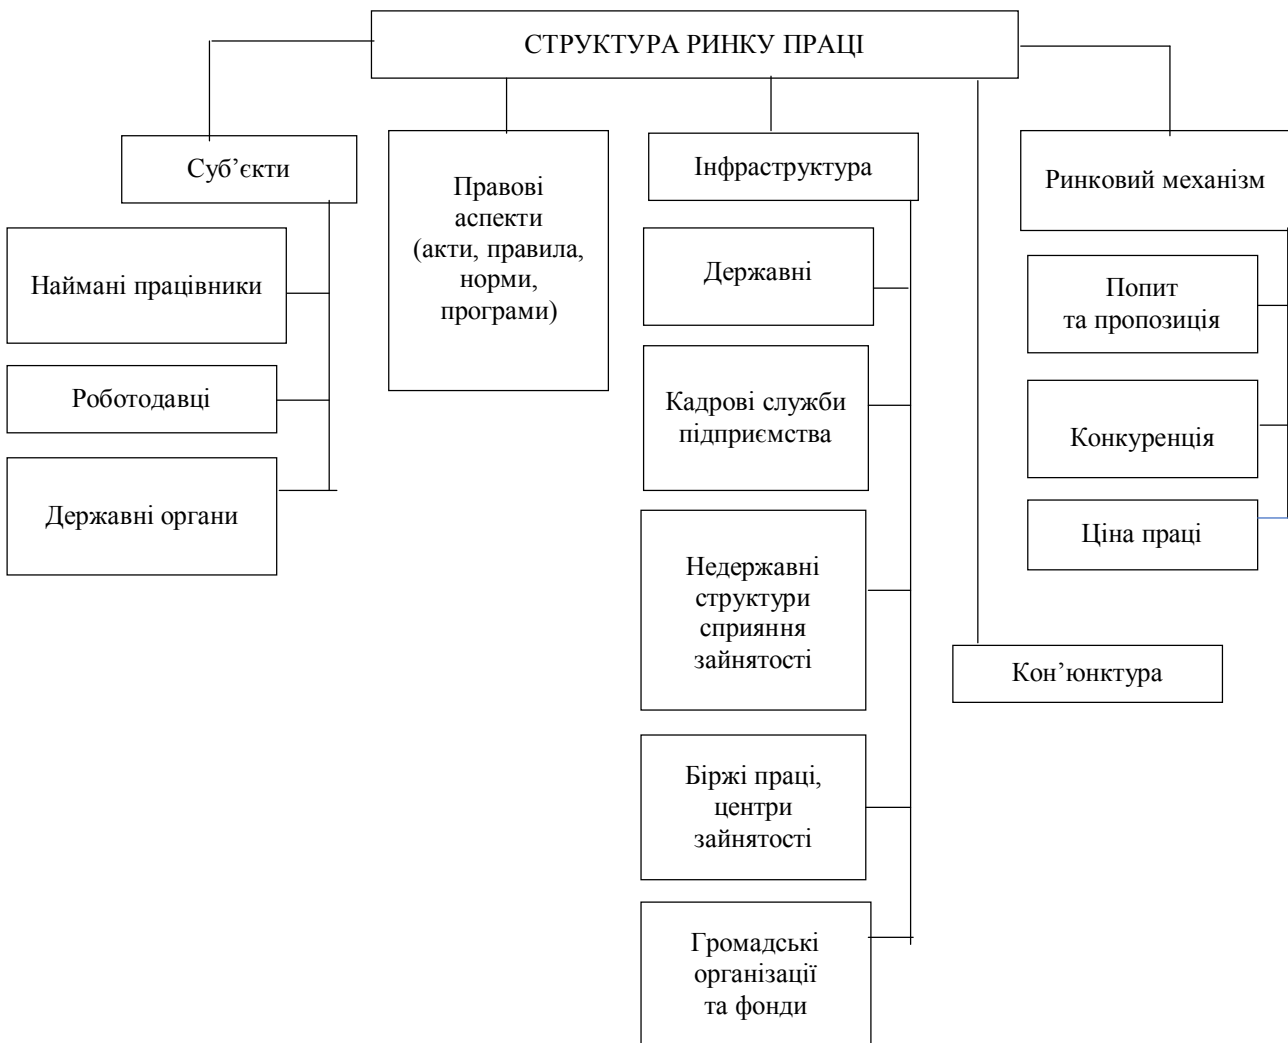 СТРУКТУРА РИНКУ ПРАЦІ
Суб’єкти
Наймані працівники
Роботодавці
Державні органи
Правові
аспекти
(акти, правила,
норми,
програми)
Інфраструктура
Державні
Кадрові служби
підприємства
Недержавні
структури
сприяння
зайнятості
Біржі праці,
центри
зайнятості
Громадські
організації
та фонди
Кон’юнктура
Ринковий механізм
Попит
та пропозиція
Конкуренція
Ціна праці